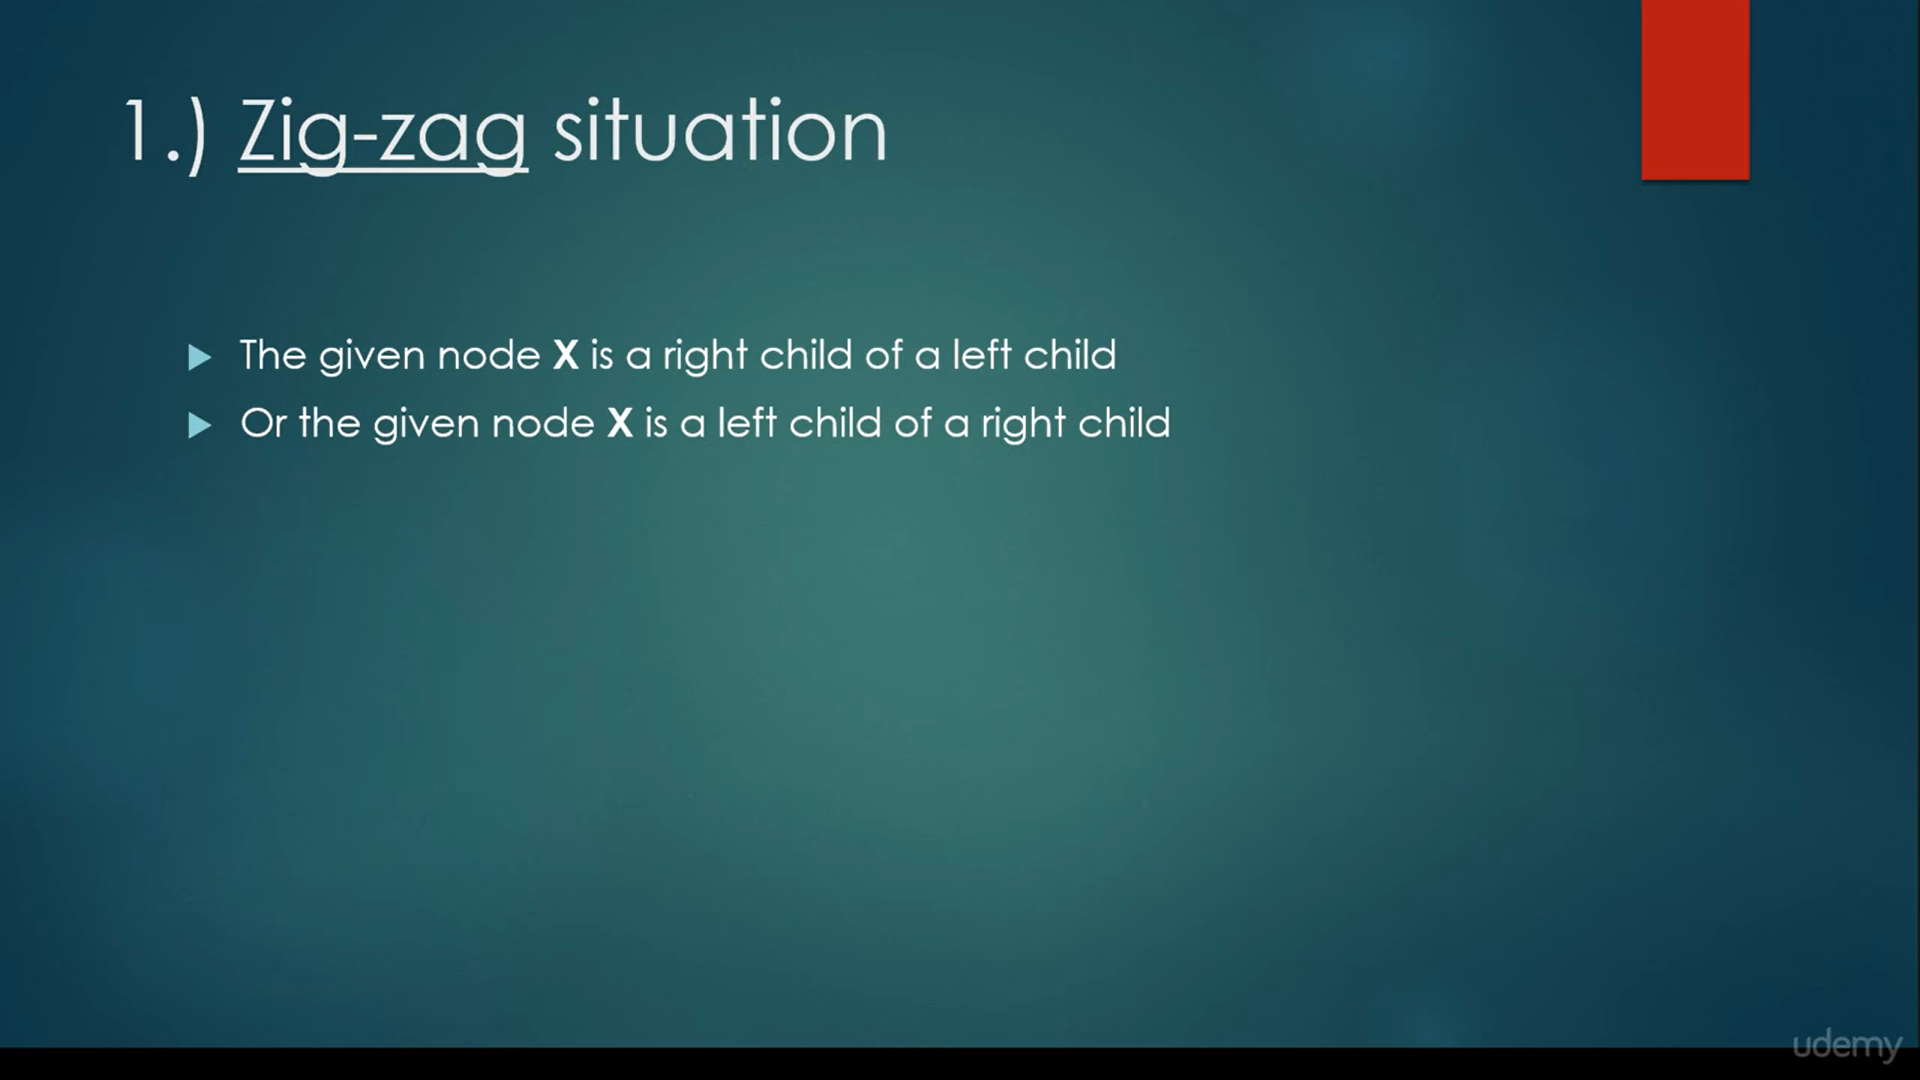 1.) Zig-zag situation
The given node X is a right child of a left child
Or the given node X is a left child of a right child
udemy